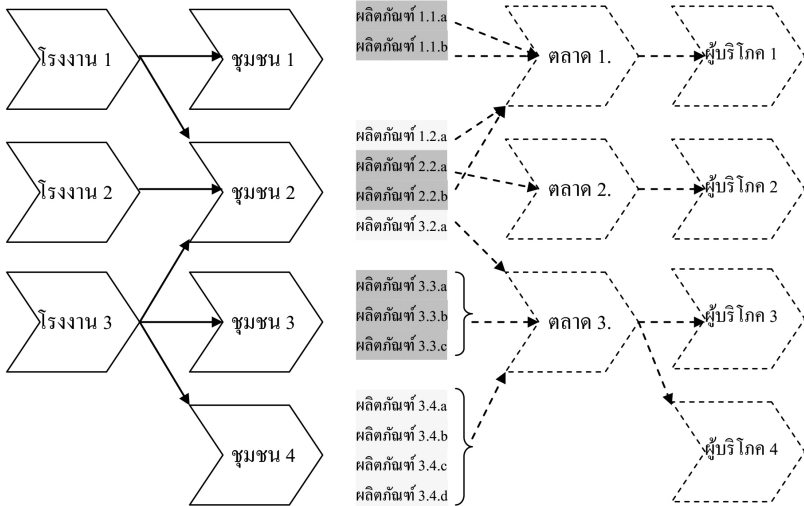 โรงงาน 1
ชุมชน 1
ผลิตภัณฑ์ 1.1.a
ผลิตภัณฑ์ 1.1.b
ตลาด 1.
ผู้บริโภค 1
โรงงาน 2
ชุมชน 2
ผลิตภัณฑ์ 1.2.a
ผลิตภัณฑ์ 2.2.a
ผลิตภัณฑ์ 2.2.b
ผลิตภัณฑ์ 3.2.a
ตลาด 2.
ผู้บริโภค 2
โรงงาน 3
ชุมชน 3
ผลิตภัณฑ์ 3.3.a
ผลิตภัณฑ์ 3.3.b
ผลิตภัณฑ์ 3.3.c
ตลาด 3.
ผู้บริโภค 3
ชุมชน 4
ผลิตภัณฑ์ 3.4.a
ผลิตภัณฑ์ 3.4.b
ผลิตภัณฑ์ 3.4.c
ผลิตภัณฑ์ 3.4.d
ผู้บริโภค 4